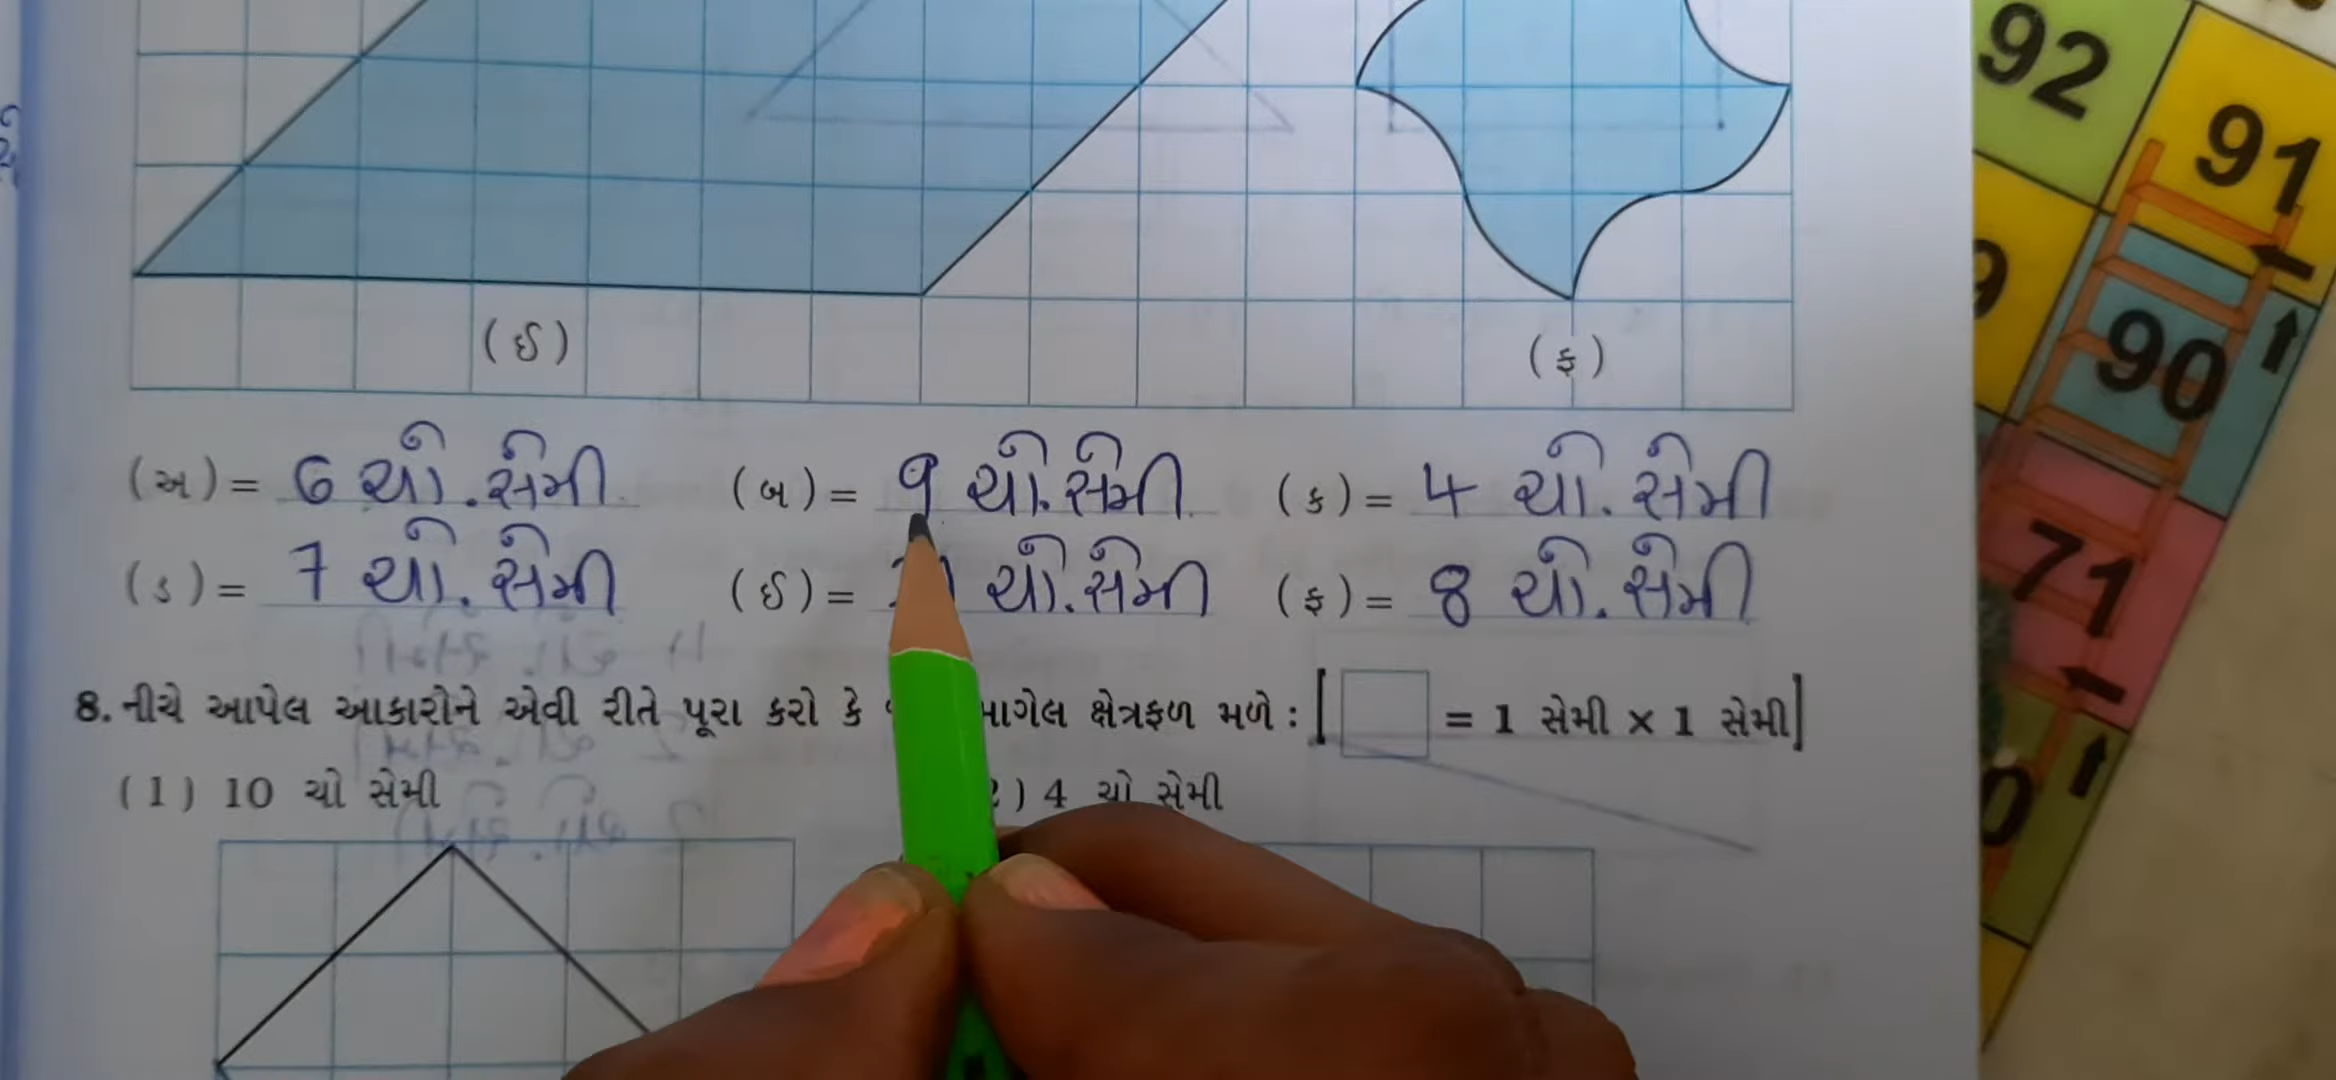 (ઈ) (ફ)
(અ) = 6 ચો. સેમી (બ) = 9 ચો. સેમી (ક) = 4 ચો. સેમી
(ડ) = 7 ચો. સેમી (ઈ) = ચો. સેમી (ફ) = 8 ચો. સેમી
8. નીચે આપેલ આકારોને એવી રીતે પૂરા કરો કે ક્ષેત્રફળ મળે : [ = 1 સેમી x 1 સેમી]
(1) 10 ચો સેમી 2) 4 ચો સેમી
92
91
90
71